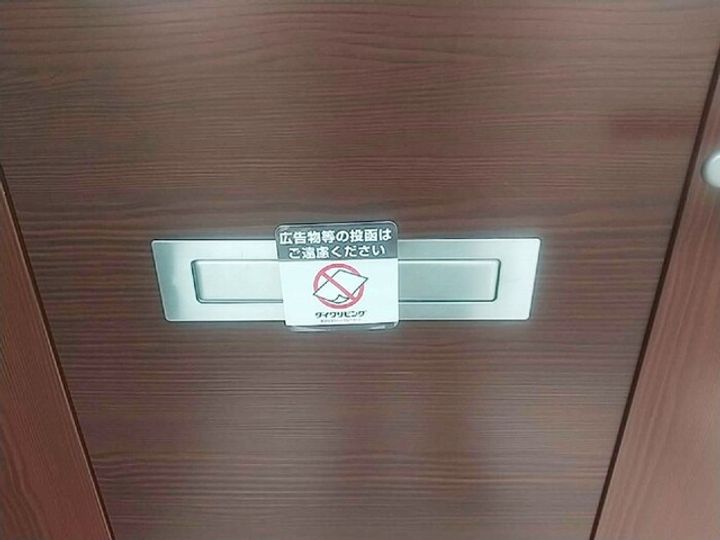 広告物等の投函は
ご遠慮ください
ダイワリビング